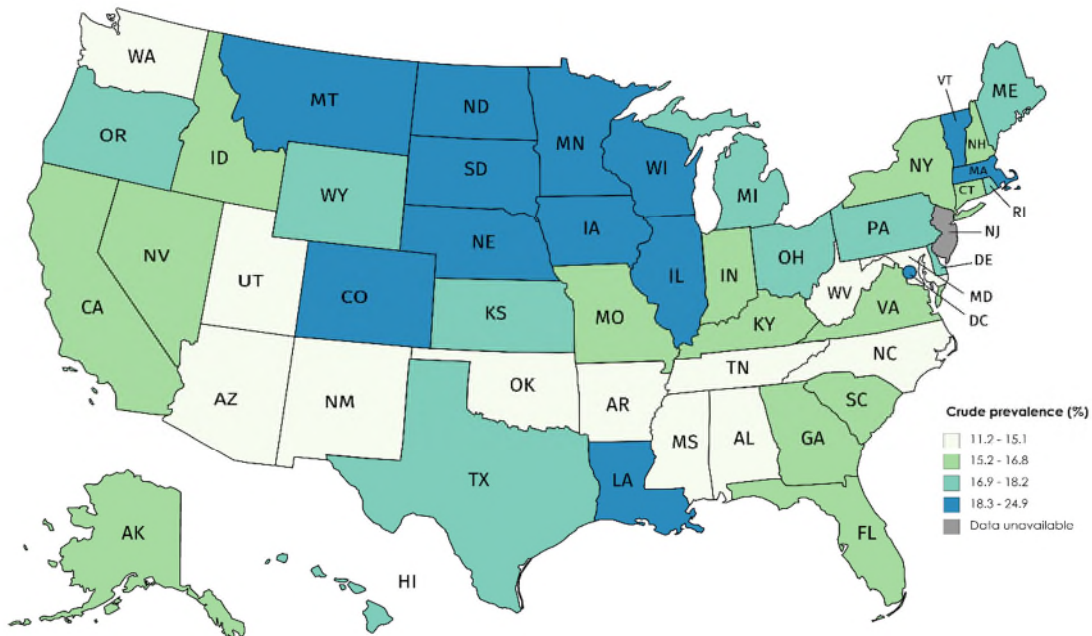 WA
MT
ND
MN
VT
ME
OR
ID
SD
WI
NY
NH
MA
CT
WY
MI
RI
NE
IA
PA
NJ
NV
UT
CO
IL
IN
OH
DE
CA
KS
MO
WV
VA
MD
KY
DC
AZ
NM
OK
AR
TN
NC
MS
AL
GA
SC
TX
LA
FL
AK
HI
Crude prevalence (%)
11.2 - 15.1
15.2 - 16.8
16.9 - 18.2
18.3 - 24.9
Data unavailable